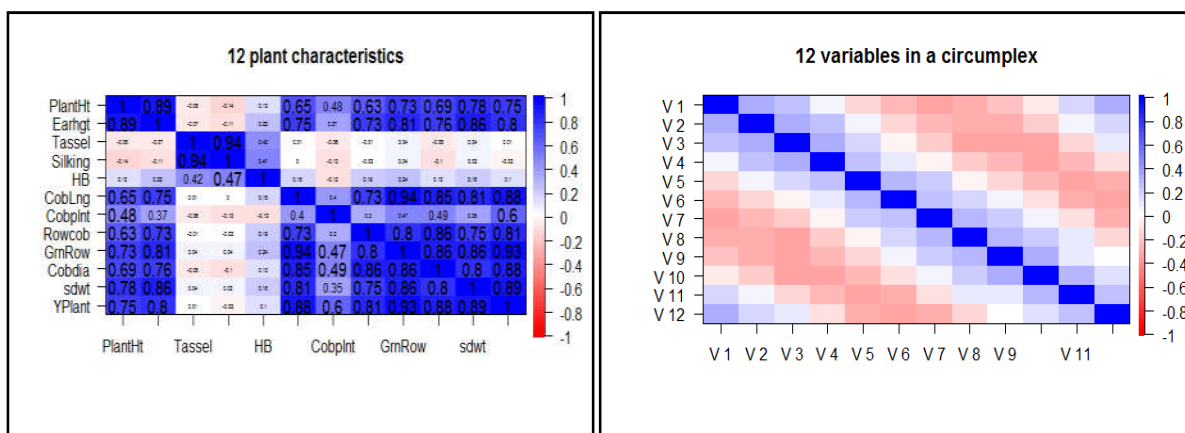 12 plant characteristics
PlantHt 1 0.89 0.65 0.48 0.63 0.73 0.69 0.78 0.75
Earhgt 0.89 1 0.75 0.73 0.81 0.76 0.86 0.8
Tassel 1 0.94
Silking 0.94 1
HB 0.42 0.47 1
CobLng 0.65 0.75 1 0.4 0.73 0.94 0.85 0.81 0.88
CobpInt 0.48 0.37 0.4 1 0.47 0.49 0.6
Rowcob 0.63 0.73 0.73 1 0.8 0.86 0.75 0.81
GrnRow 0.73 0.81 0.94 0.47 0.8 1 0.86 0.86 0.93
Cobdia 0.69 0.76 0.85 0.49 0.86 0.86 1 0.8 0.88
sdwt 0.78 0.86 0.81 0.35 0.75 0.86 0.8 1 0.89
YPlant 0.75 0.8 0.88 0.6 0.81 0.93 0.88 0.89 1
PlantHt Tassel HB CobpInt GrnRow sdwt
1
0.8
0.6
0.4
0.2
0
-0.2
-0.4
-0.6
-0.8
-1
12 variables in a circumplex
V 1
V 2
V 3
V 4
V 5
V 6
V 7
V 8
V 9
V 10
V 11
V 12
V 1 V 2 V 3 V 4 V 5 V 6 V 7 V 8 V 9 V 11
1
0.8
0.6
0.4
0.2
0
-0.2
-0.4
-0.6
-0.8
-1